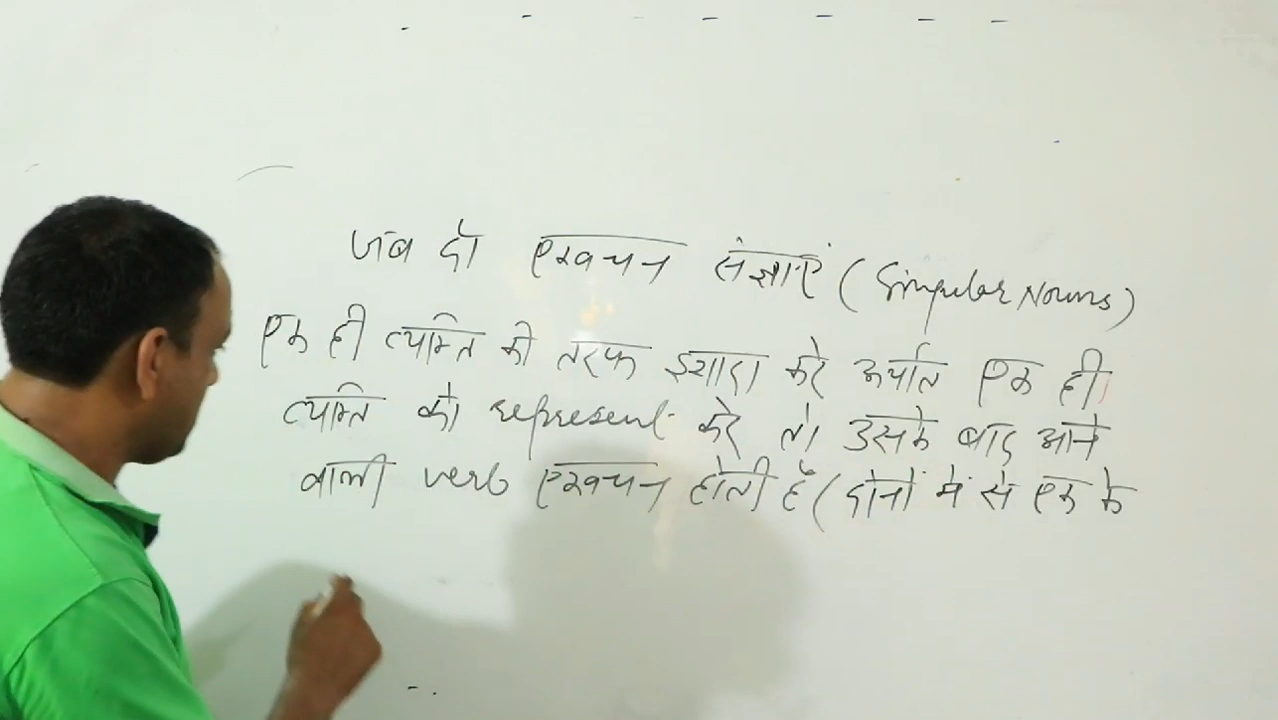 जब दो एकवचन संज्ञाएं (Singular Nouns)
एक ही व्यक्ति की तरफ इशारा करे अर्थात एक ही
व्यक्ति को represent करे तो उसके बाद आने
वाली verb एकवचन होती है (दोनों में से एक के